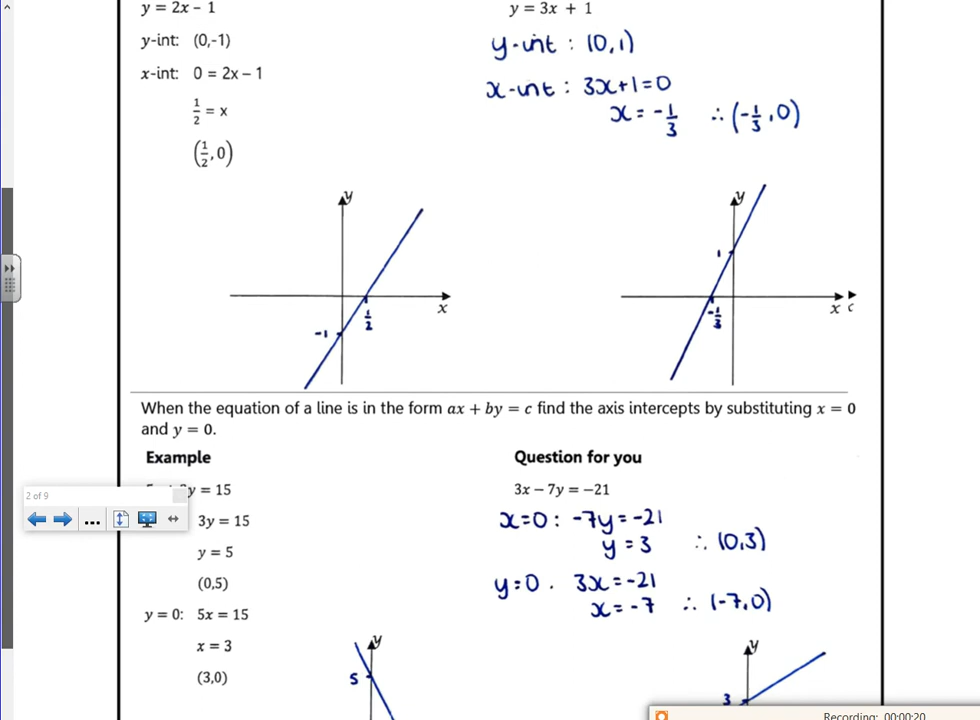 y = 2x – 1
y-int: (0,-1)
x-int: 0 = 2x – 1
1/2 = x
(1/2, 0)
y = 3x + 1
y-int : (0,1)
x-int : 3x+1=0
x = -1/3 ∴ (-1/3, 0)
y
x
1/2
-1
y
1
x c
-1/3
When the equation of a line is in the form ax + by = c find the axis intercepts by substituting x = 0
and y = 0.
Example
y = 15
3y = 15
y = 5
(0,5)
y = 0: 5x = 15
x = 3
(3,0)
y
5
Question for you
3x – 7y = –21
x=0 : -7y = -21
y = 3 ∴ (0,3)
y=0 . 3x = -21
x = -7 ∴ (-7,0)
y
3
2 of 9
...
Recording: 00:00:20